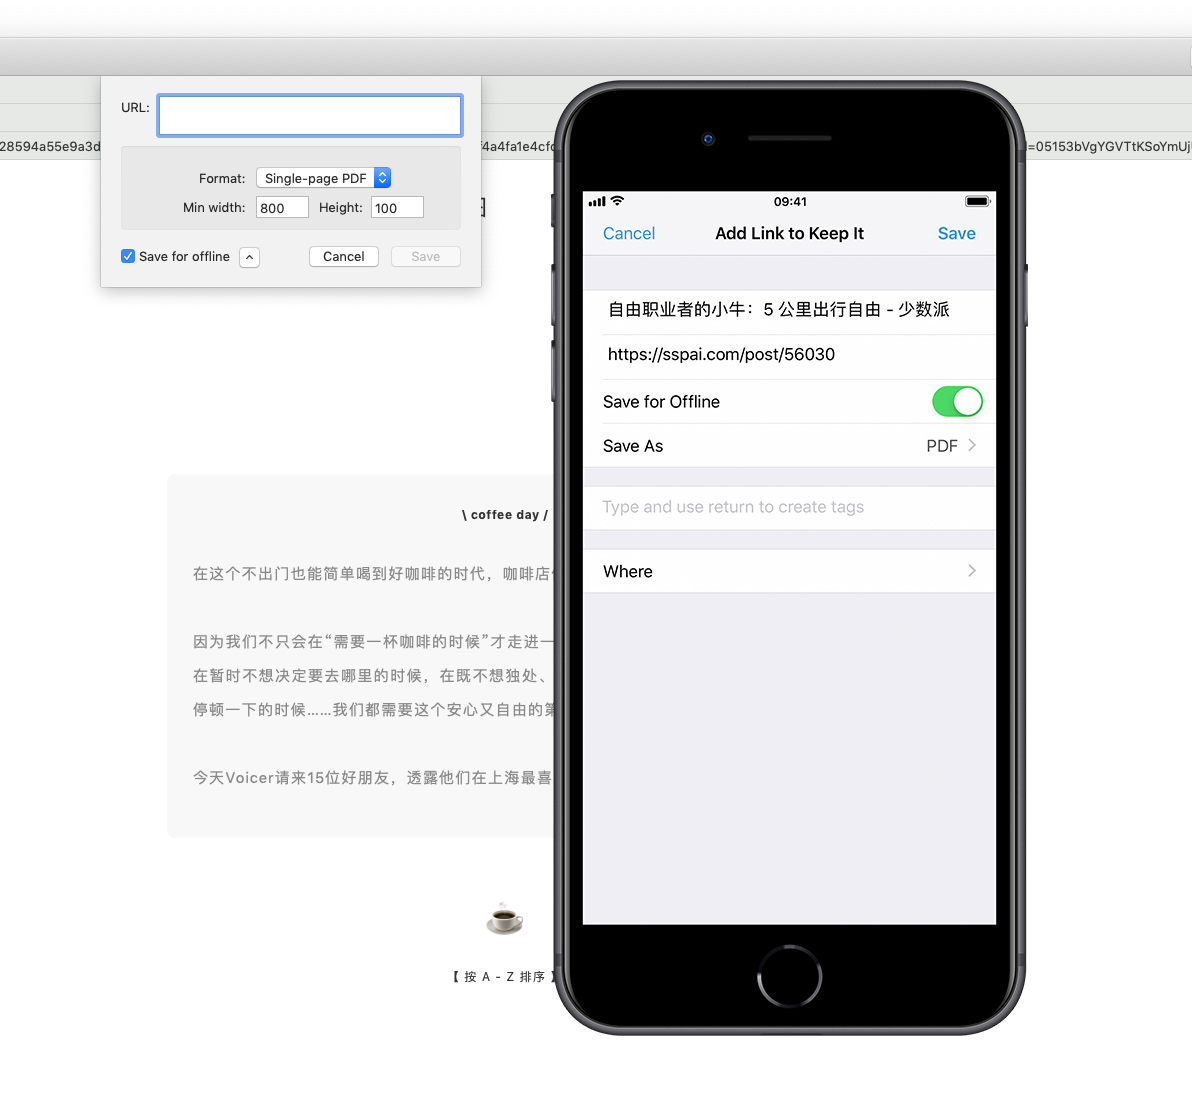 URL:
28594a55e9a3d
f4a4fa1e4cfc
=05153bVgYGVTtKSoYmUj
Format: Single-page PDF
Min width: 800 Height: 100
Save for offline Cancel Save
09:41
Cancel Add Link to Keep It Save
自由职业者的小牛：5 公里出行自由 - 少数派
https://sspai.com/post/56030
Save for Offline
Save As PDF
Type and use return to create tags
Where
\ coffee day /
在这个不出门也能简单喝到好咖啡的时代，咖啡店
因为我们不只会在“需要一杯咖啡的时候”才走进一
在暂时不想决定要去哪里的时候，在既不想独处、
停顿一下的时候……我们都需要这个安心又自由的第
今天Voicer请来15位好朋友，透露他们在上海最喜
【 按 A - Z 排序 】